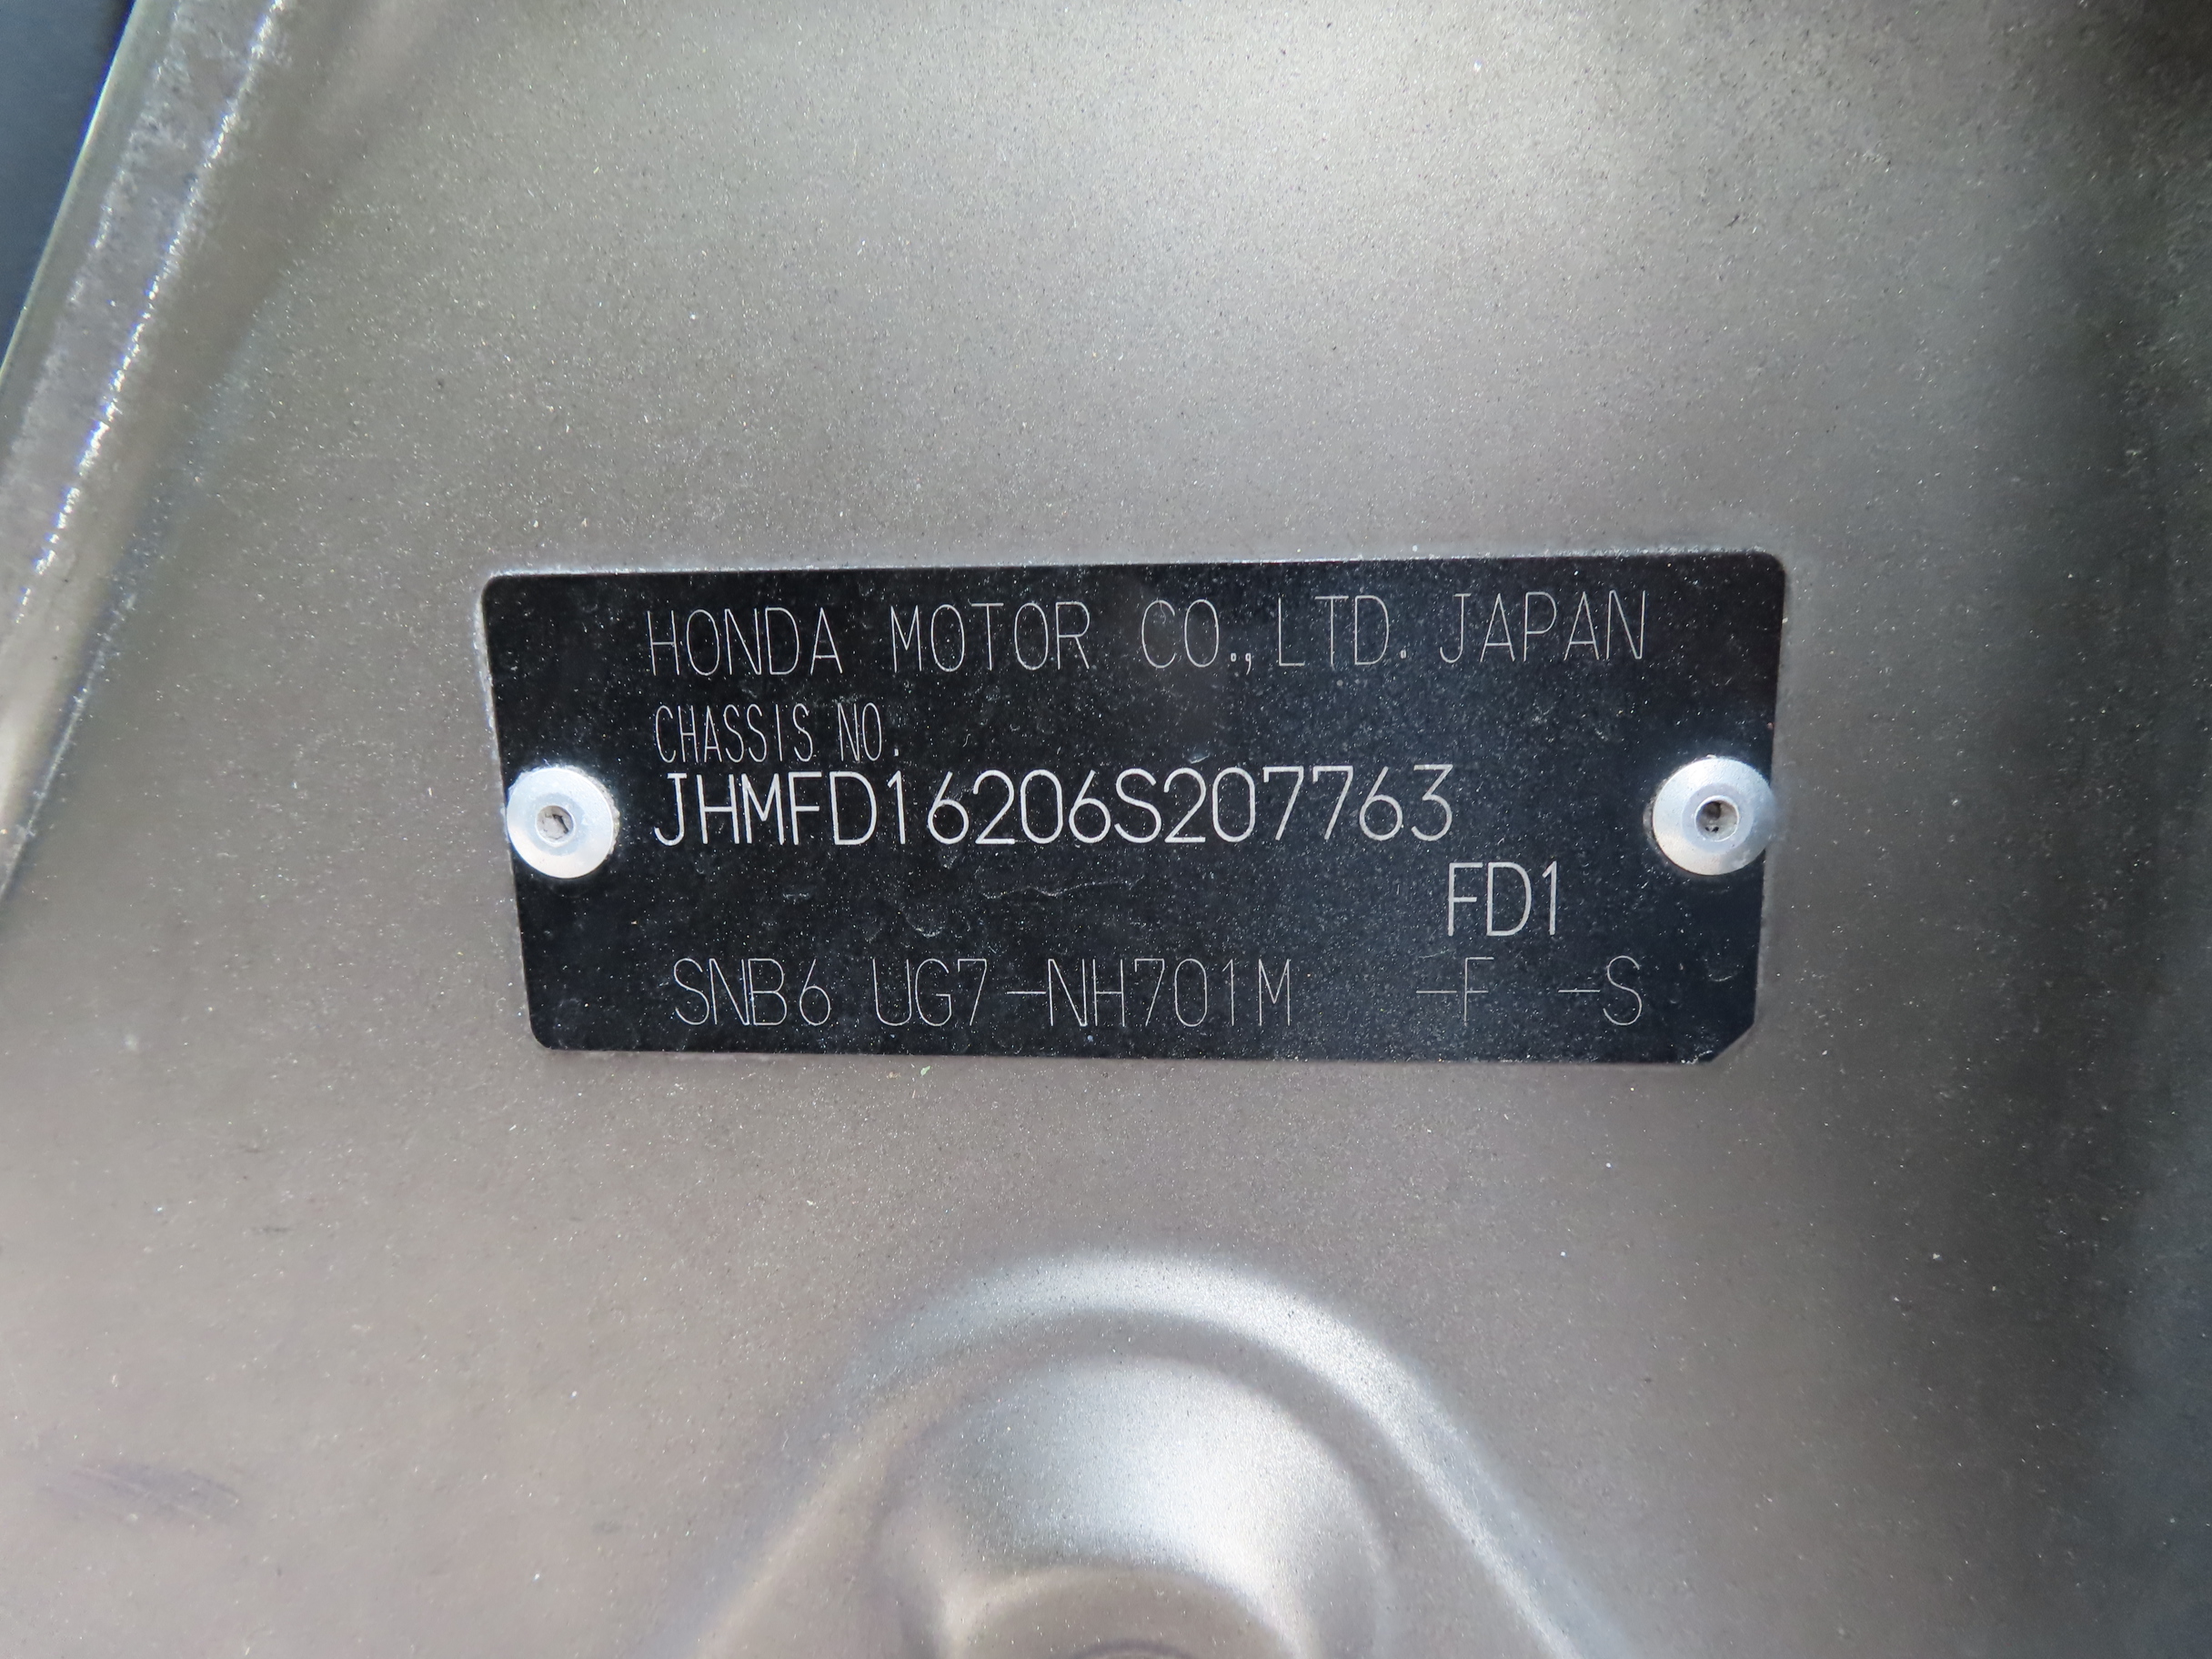 HONDA MOTOR CO., LTD. JAPAN
CHASSIS NO.
JHMFD16206S207763
FD1
SNB6 UG7-NH701M -F -S